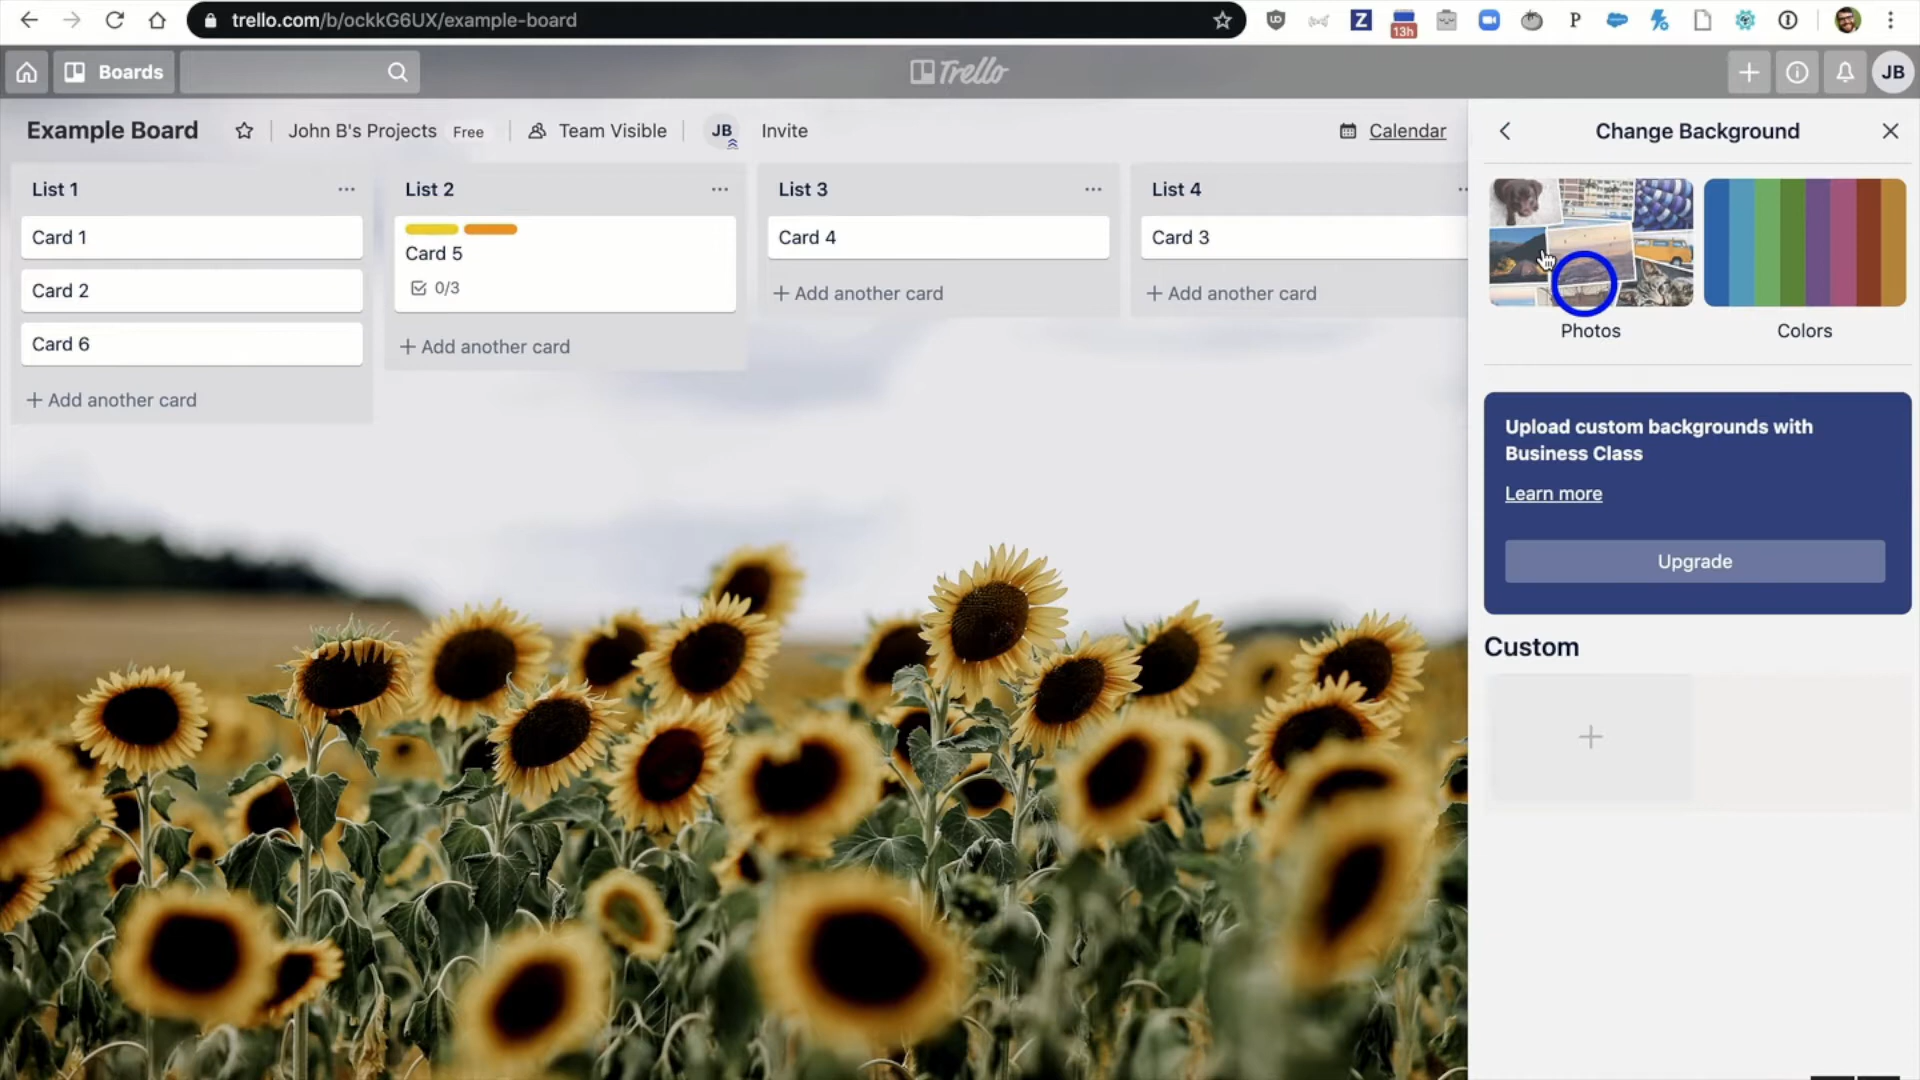 trello.com/b/ockkG6UX/example-board
Z
13h
P
Boards
Trello
JB
Example Board
John B's Projects
Free
Team Visible
JB
Invite
Calendar
Change Background
List 1
Card 1
Card 2
Card 6
+ Add another card
List 2
Card 5
0/3
+ Add another card
List 3
Card 4
+ Add another card
List 4
Card 3
+ Add another card
Photos
Colors
Upload custom backgrounds with
Business Class
Learn more
Upgrade
Custom